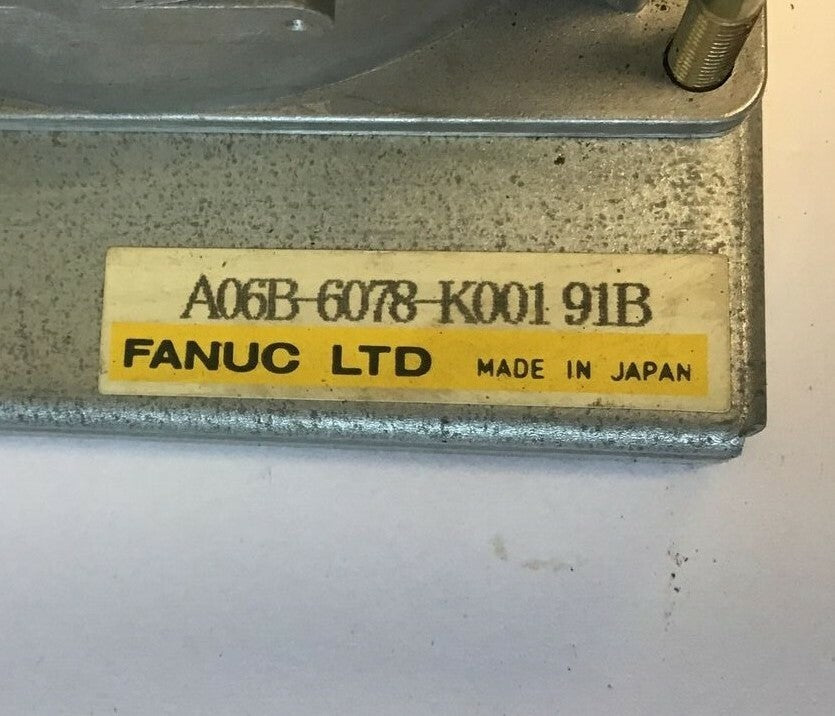 A06B-6078-K001 91B
FANUC LTD MADE IN JAPAN